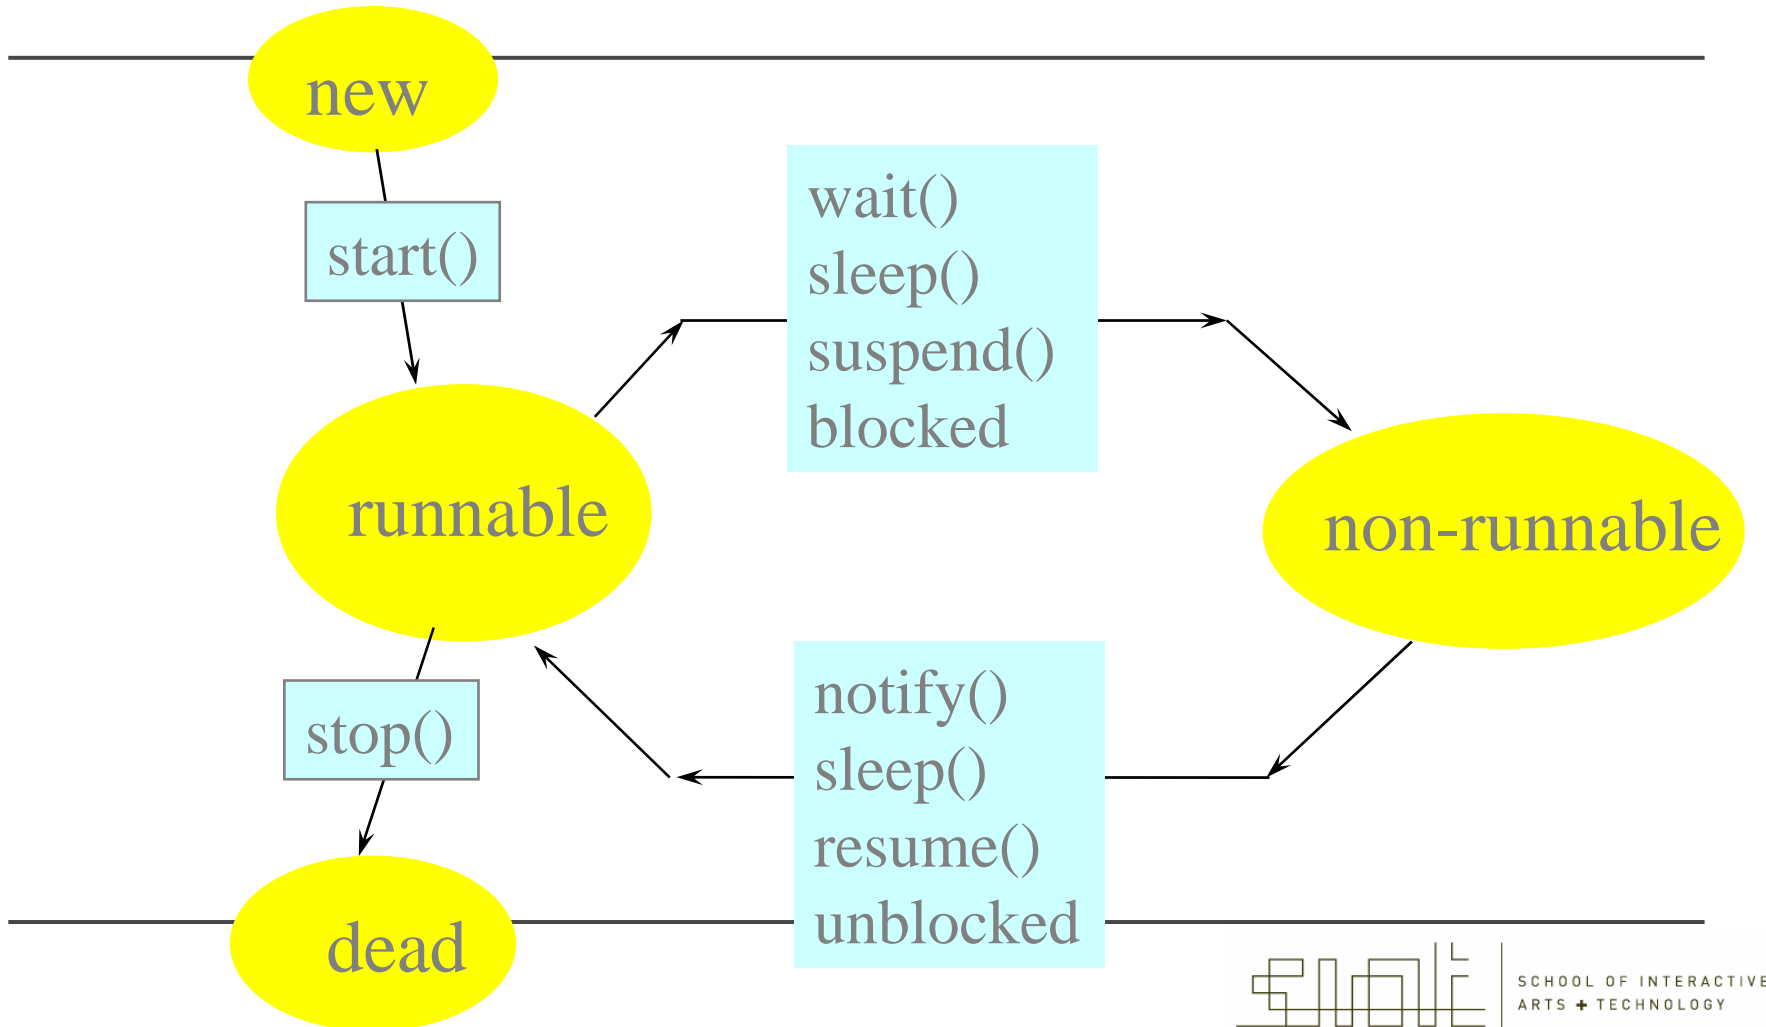 new
start()
wait()
sleep()
suspend()
blocked
runnable
non-runnable
stop()
notify()
sleep()
resume()
unblocked
dead
SCHOOL OF INTERACTIVE
ARTS + TECHNOLOGY